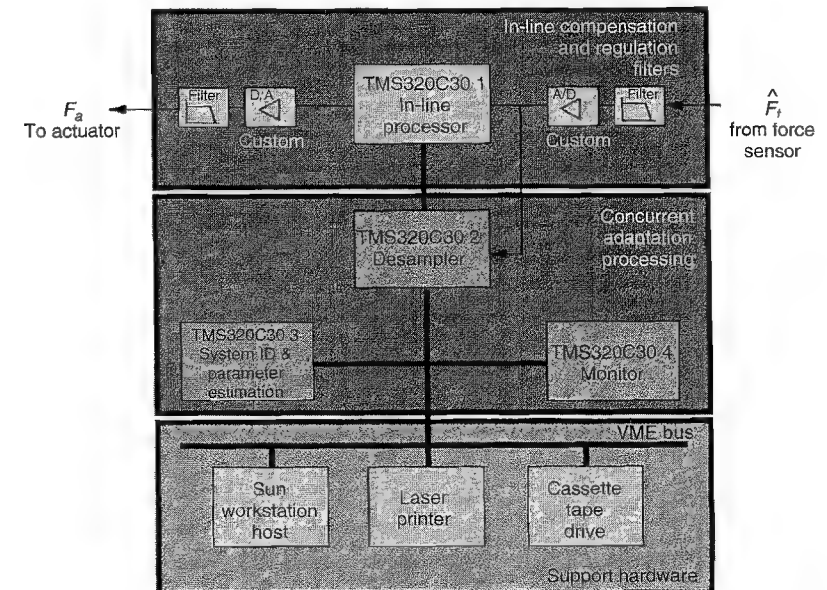 In-line compensation
and regulation
filters
TMS320C30 1
In-line
processor
Filter
D/A
A/D
Filter
Custom
Custom
Fa
To actuator
F̂t
from force
sensor
Concurrent
adaptation
processing
TMS320C30 2
Desampler
TMS320C30 3
System ID &
parameter
estimation
TMS320C30 4
Monitor
VME bus
Sun
workstation
host
Laser
printer
Cassette
tape
drive
Support hardware